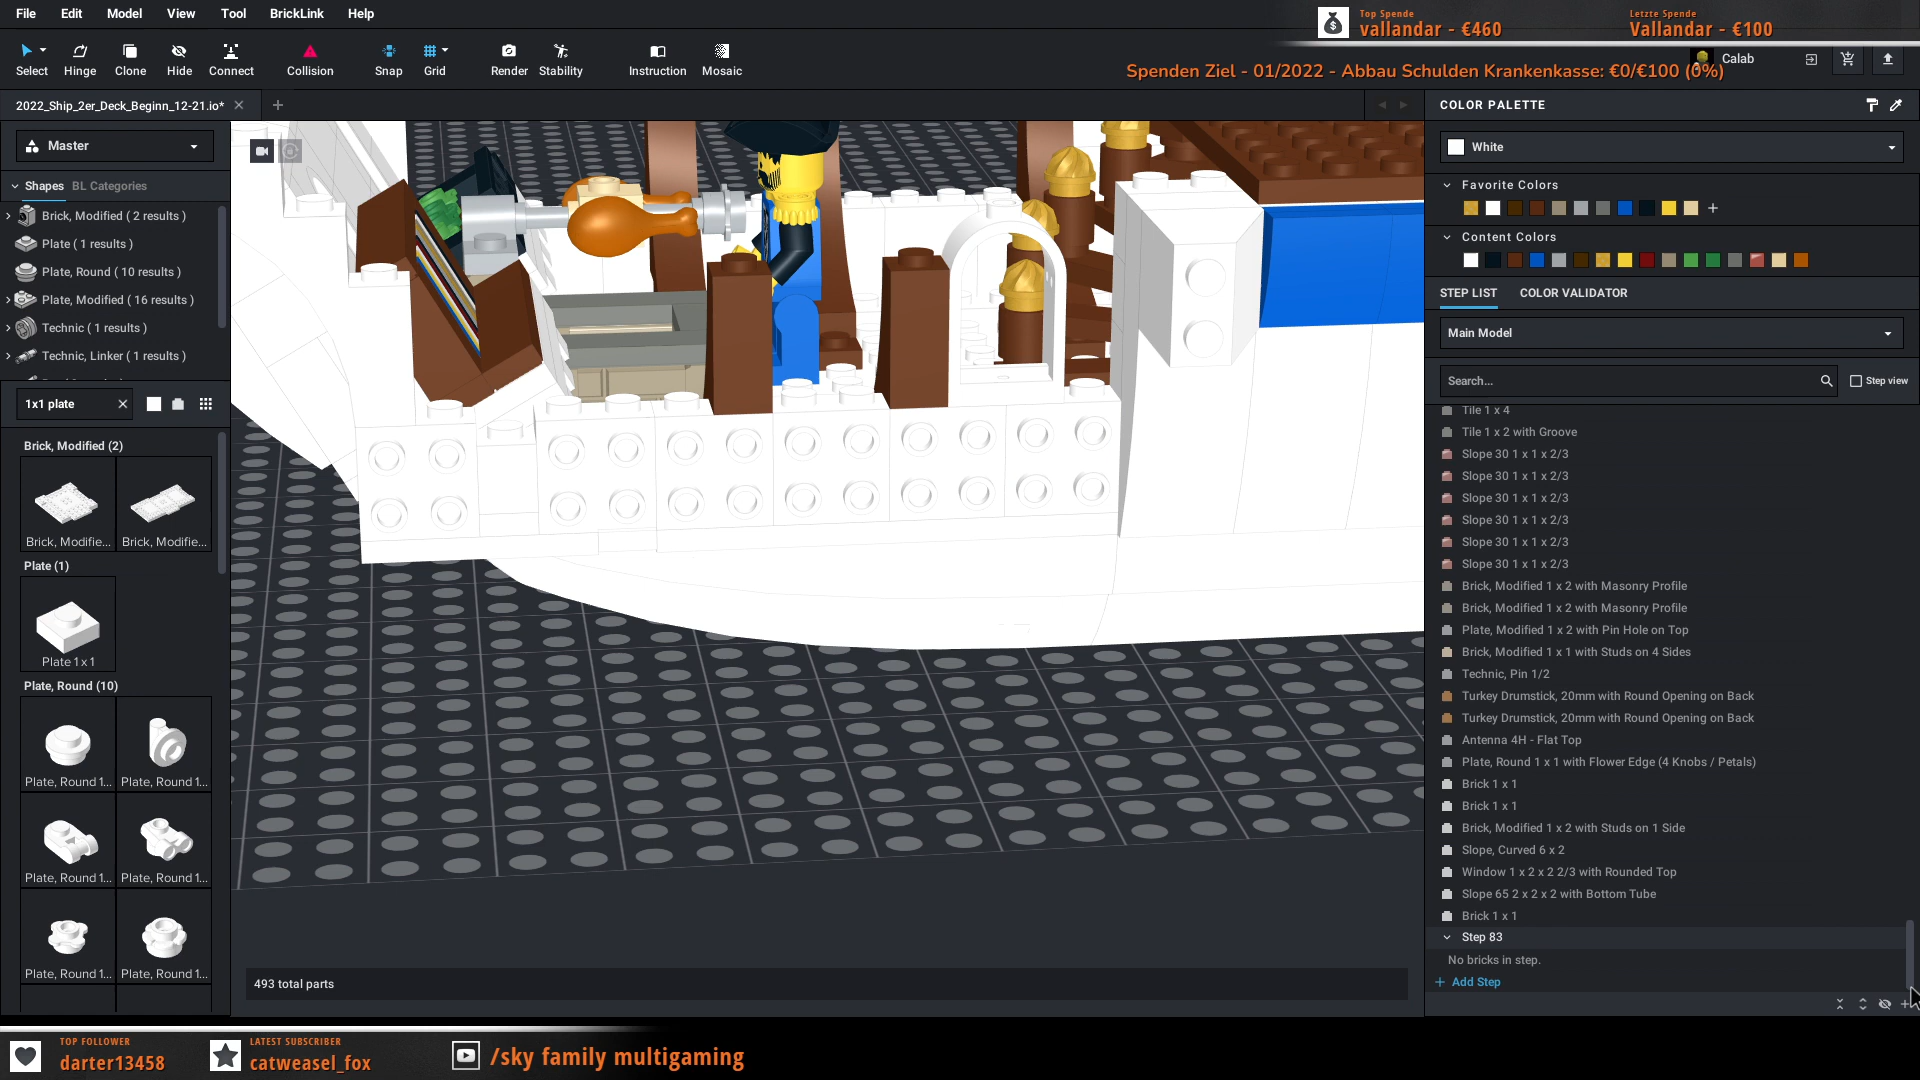 File Edit Model View Tool BrickLink Help
Top Spende
vallandar - €460
Letzte Spende
Vallandar - €100
Select Hinge Clone Hide Connect Collision Snap Grid Render Stability Instruction Mosaic
Spenden Ziel - 01/2022 - Abbau Schulden Krankenkasse: €0/€100 (0%)
Calab
2022_Ship_2er_Deck_Beginn_12-21.io*
COLOR PALETTE
Master
White
Shapes BL Categories
Favorite Colors
Brick, Modified ( 2 results )
Plate ( 1 results )
Content Colors
Plate, Round ( 10 results )
Plate, Modified ( 16 results )
STEP LIST COLOR VALIDATOR
Technic ( 1 results )
Main Model
Technic, Linker ( 1 results )
Search...
Step view
1x1 plate
Tile 1 x 4
Tile 1 x 2 with Groove
Slope 30 1 x 1 x 2/3
Slope 30 1 x 1 x 2/3
Slope 30 1 x 1 x 2/3
Slope 30 1 x 1 x 2/3
Slope 30 1 x 1 x 2/3
Slope 30 1 x 1 x 2/3
Brick, Modified 1 x 2 with Masonry Profile
Brick, Modified 1 x 2 with Masonry Profile
Plate, Modified 1 x 2 with Pin Hole on Top
Brick, Modified 1 x 1 with Studs on 4 Sides
Technic, Pin 1/2
Turkey Drumstick, 20mm with Round Opening on Back
Turkey Drumstick, 20mm with Round Opening on Back
Antenna 4H - Flat Top
Plate, Round 1 x 1 with Flower Edge (4 Knobs / Petals)
Brick 1 x 1
Brick 1 x 1
Brick, Modified 1 x 2 with Studs on 1 Side
Slope, Curved 6 x 2
Window 1 x 2 x 2 2/3 with Rounded Top
Slope 65 2 x 2 x 2 with Bottom Tube
Brick 1 x 1
Step 83
No bricks in step.
+ Add Step
Brick, Modified (2)
Brick, Modifie... Brick, Modifie...
Plate (1)
Plate 1 x 1
Plate, Round (10)
Plate, Round 1... Plate, Round 1...
Plate, Round 1... Plate, Round 1...
Plate, Round 1... Plate, Round 1...
493 total parts
TOP FOLLOWER
darter13458
LATEST SUBSCRIBER
catweasel_fox
/sky family multigaming